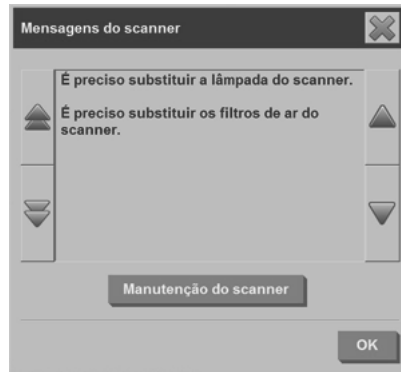 Mensagens do scanner
É preciso substituir a lâmpada do scanner.
É preciso substituir os filtros de ar do
scanner.
Manutenção do scanner
OK